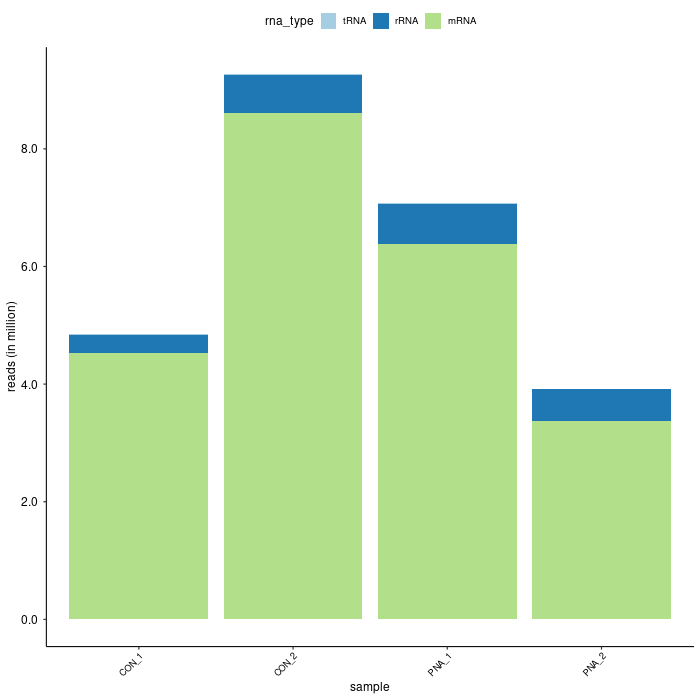 rna_type tRNA rRNA mRNA
reads (in million)
8.0
6.0
4.0
2.0
0.0
CON_1 CON_2 PNA_1 PNA_2
sample